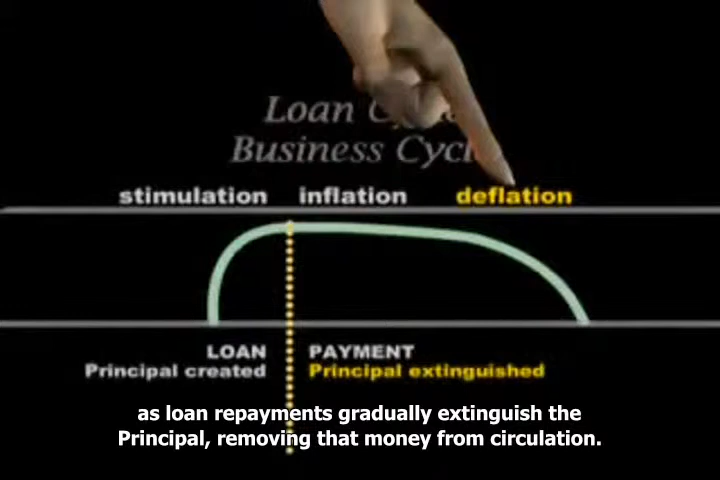 Loan
Business Cycle
stimulation inflation deflation
LOAN PAYMENT
Principal created Principal extinguished
as loan repayments gradually extinguish the
Principal, removing that money from circulation.